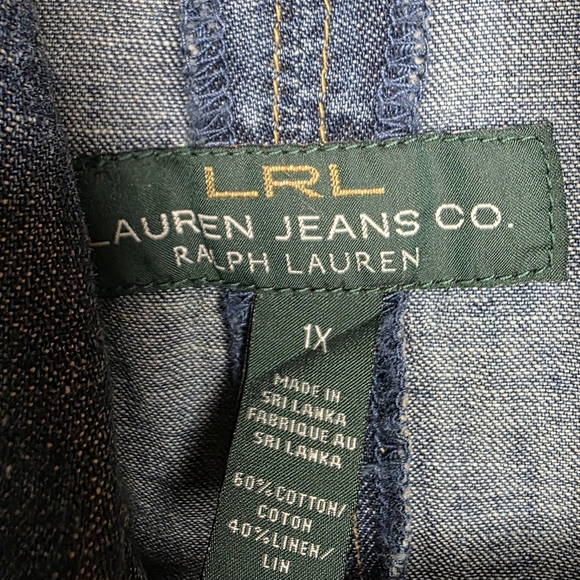 LRL
LAUREN JEANS CO.
RALPH LAUREN
1X
MADE IN
SRI LANKA
FABRIQUE AU
SRI LANKA
60% COTTON/
COTON
40% LINEN/
LIN